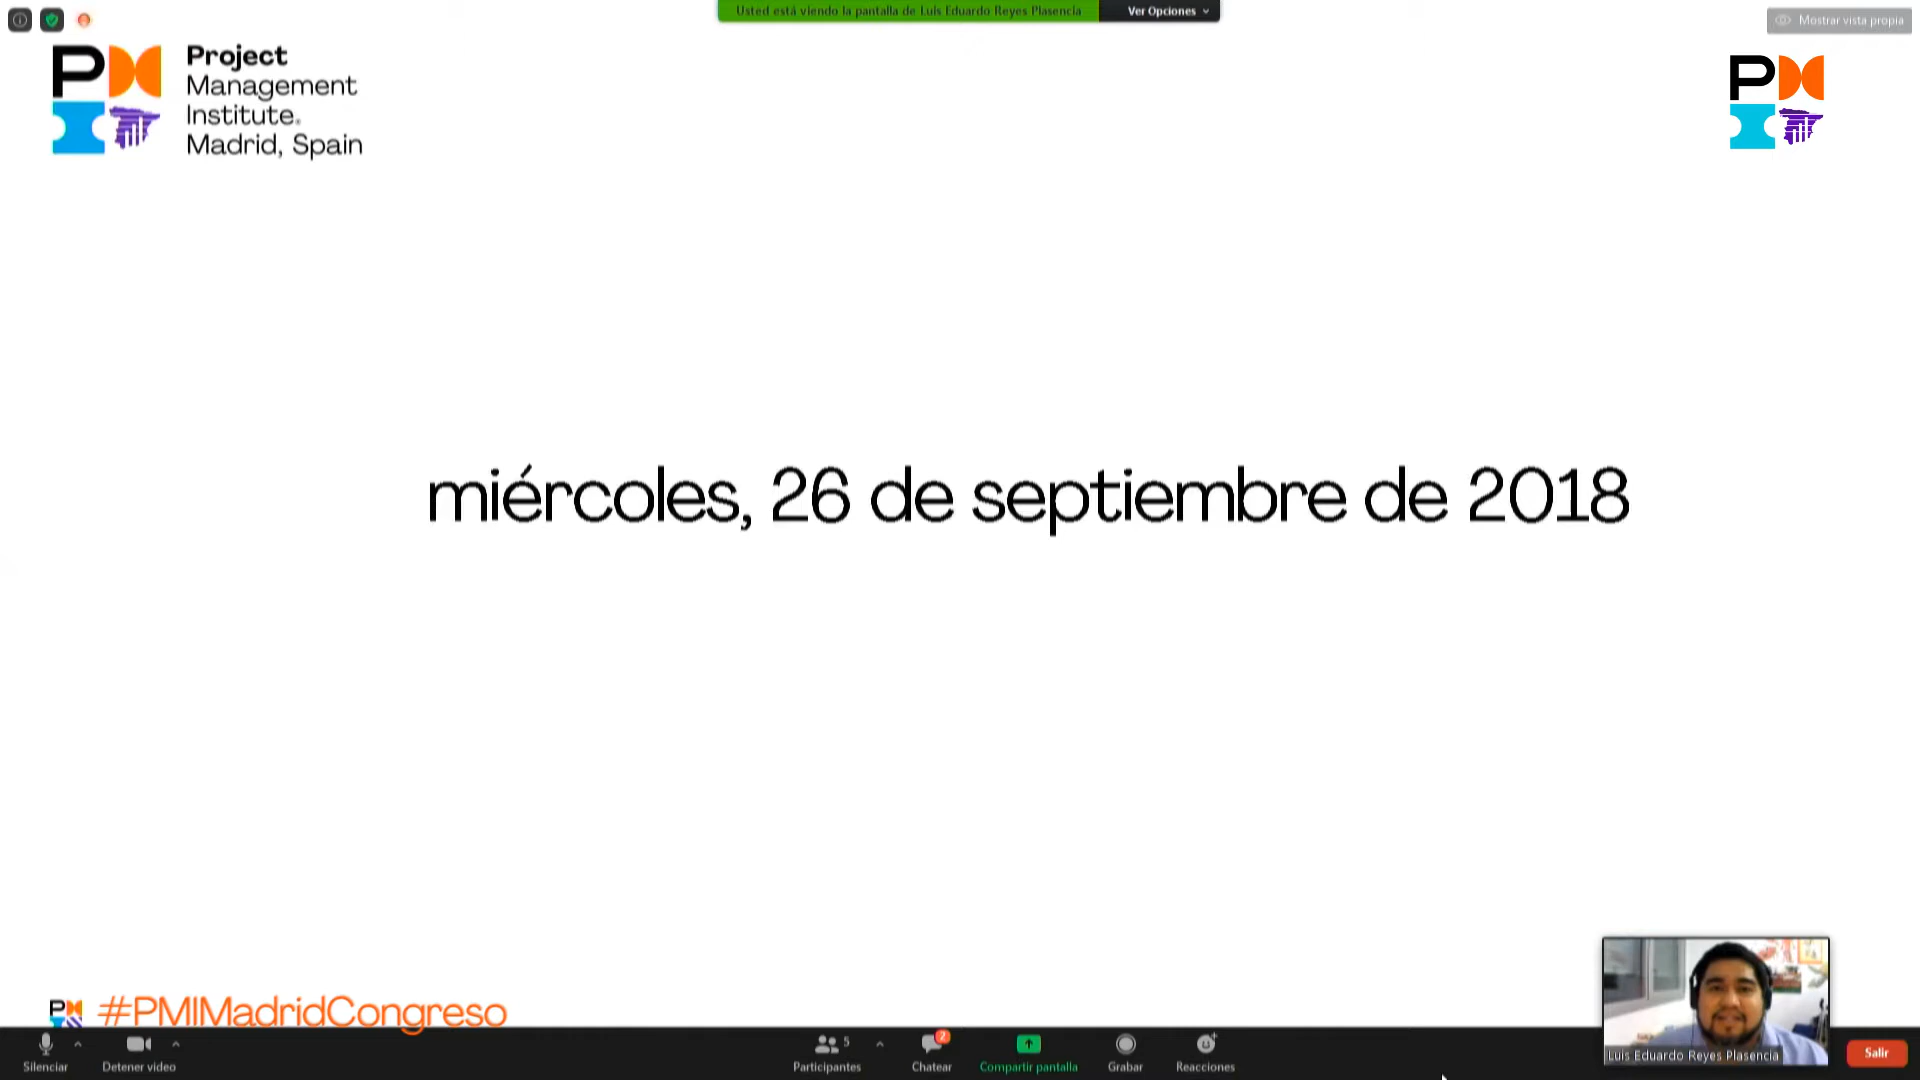 Usted está viendo la pantalla de Luis Eduardo Reyes Plasencia
Ver Opciones
Mostrar vista propia
Project
Management
Institute.
Madrid, Spain
miércoles, 26 de septiembre de 2018
#PMIMadridCongreso
Luis Eduardo Reyes Plasencia
Silenciar
Detener video
Participantes
5
Chatear
2
Compartir pantalla
Grabar
Reacciones
Salir